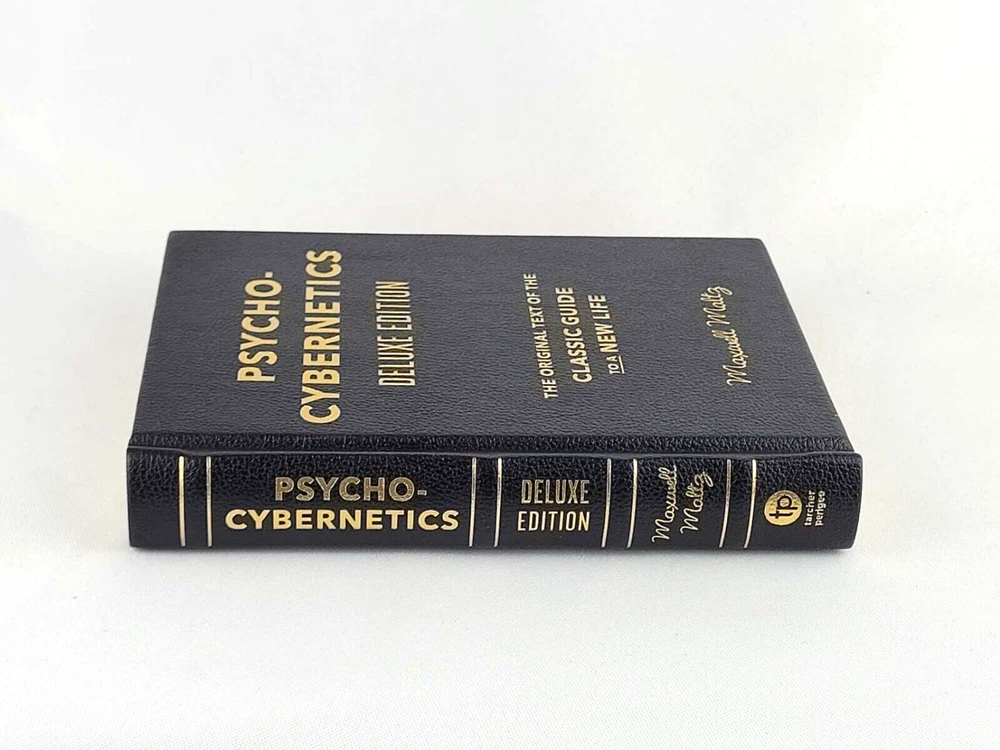 PSYCHO-
CYBERNETICS
DELUXE EDITION
THE ORIGINAL TEXT OF THE
CLASSIC GUIDE
TO A NEW LIFE
Maxwell Maltz
PSYCHO-
CYBERNETICS
DELUXE
EDITION
Maxwell
Maltz
tp
tarcher
perigee